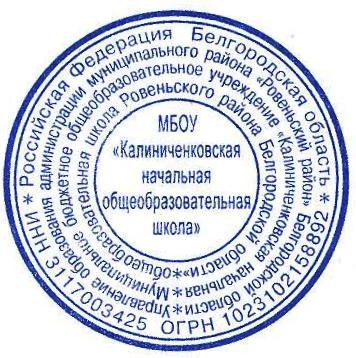 * Российская Федерация Белгородская область *
ИНН 3117003425 ОГРН 1023102158892
* Управление образования администрации муниципального района «Ровеньский район» Белгородской области
* Муниципальное бюджетное общеобразовательное учреждение «Калиниченковская начальная
общеобразовательная школа Ровеньского района Белгородской области» *
МБОУ
«Калиниченковская
начальная
общеобразовательная
школа»